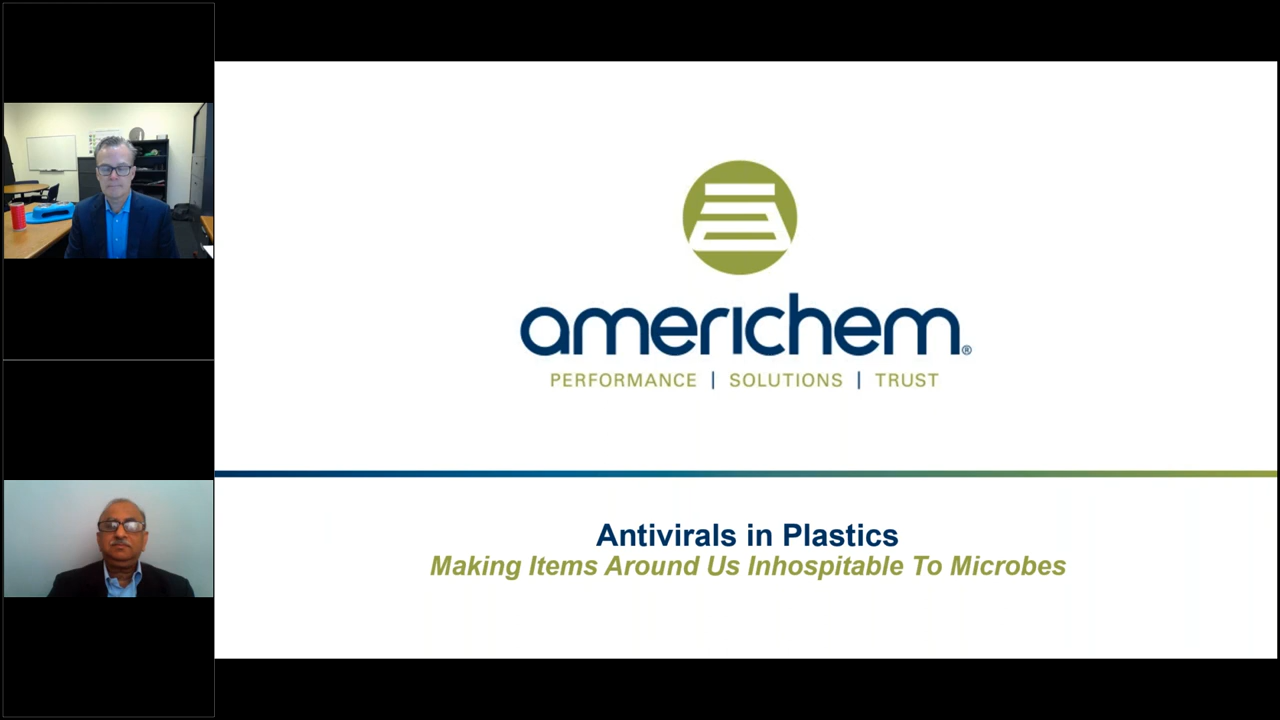 americhem®
PERFORMANCE | SOLUTIONS | TRUST
Antivirals in Plastics
Making Items Around Us Inhospitable To Microbes